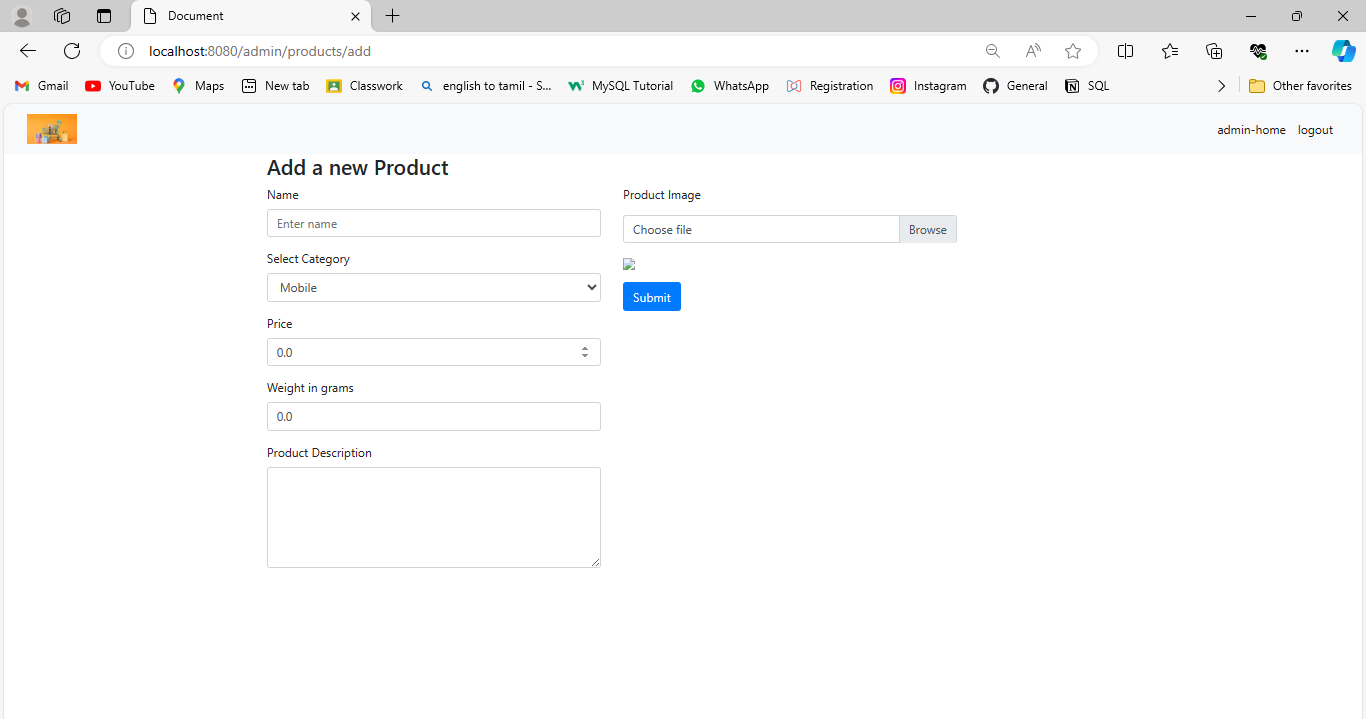 Document
localhost:8080/admin/products/add
Gmail YouTube Maps New tab Classwork english to tamil - S... MySQL Tutorial WhatsApp Registration Instagram General SQL Other favorites
admin-home logout
Add a new Product
Name
Enter name
Select Category
Mobile
Price
0.0
Weight in grams
0.0
Product Description
Product Image
Choose file Browse
Submit